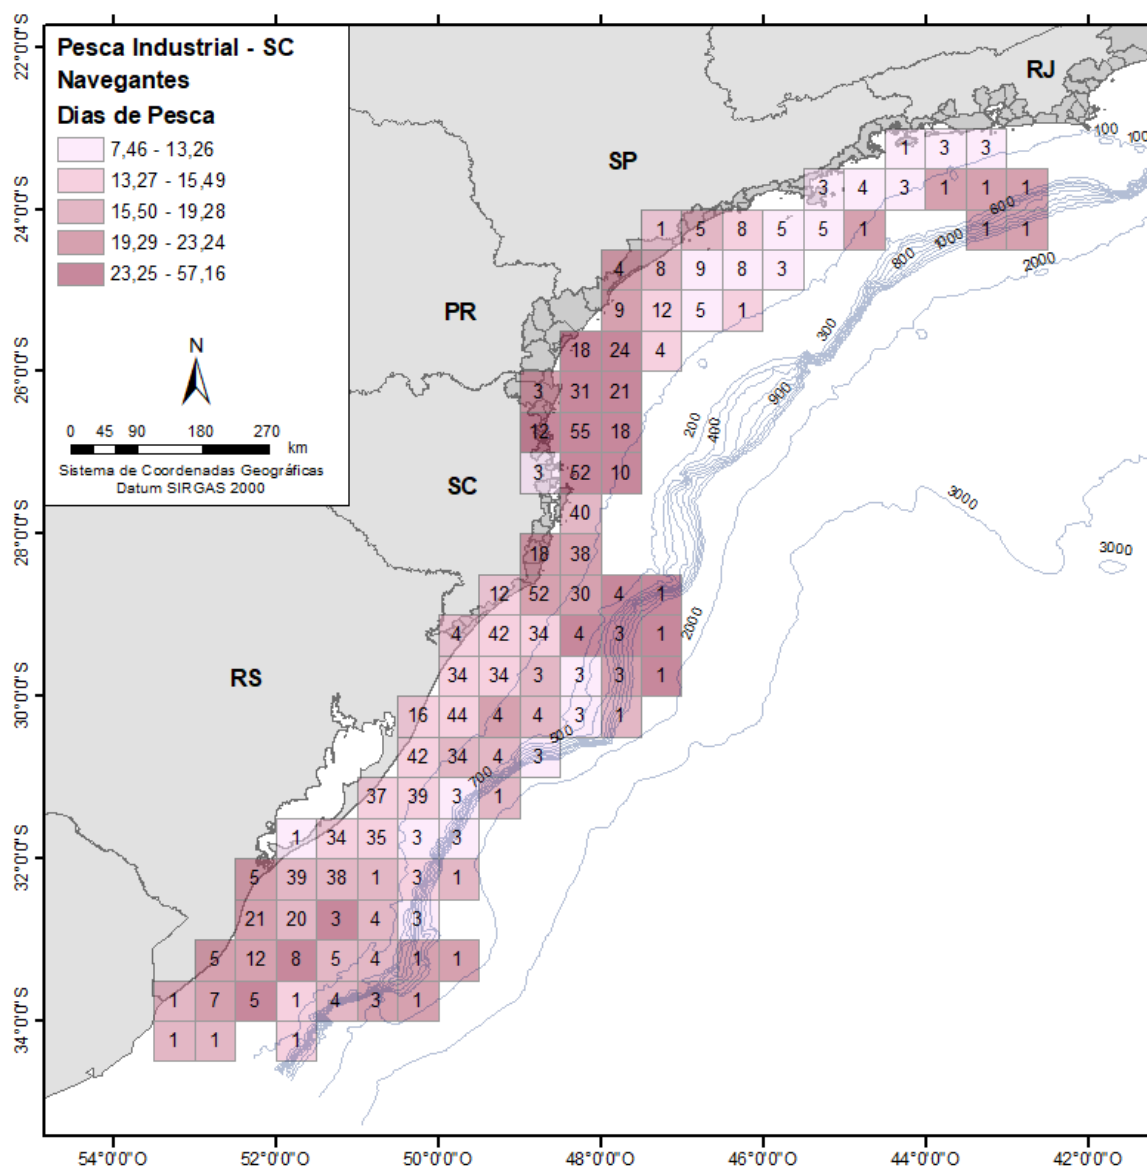 Pesca Industrial - SC
Navegantes
Dias de Pesca
7,46 - 13,26
13,27 - 15,49
15,50 - 19,28
19,29 - 23,24
23,25 - 57,16
N
0 45 90 180 270
km
Sistema de Coordenadas Geográficas
Datum SIRGAS 2000
22°0'0"S
24°0'0"S
26°0'0"S
28°0'0"S
30°0'0"S
32°0'0"S
34°0'0"S
RJ
SP
PR
SC
RS
100
100
1 3 3
3 4 3 1 1 1
600
1 5 8 5 5 1 1 1
800 1000 2000
4 8 9 8 3
9 12 5 1
300
18 24 4
3 31 21
900
200 400
12 55 18
3 52 10
3000
40
18 38
3000
12 52 30 4 1
2000
4 42 34 4 3 1
34 34 3 3 3 1
16 44 4 4 3 1
500
42 34 4 3
700
37 39 3 1
1 34 35 3 3
5 39 38 1 3 1
21 20 3 4 3
5 12 8 5 4 1 1
1 7 5 1 4 3 1
1 1 1
54°0'0"O 52°0'0"O 50°0'0"O 48°0'0"O 46°0'0"O 44°0'0"O 42°0'0"O